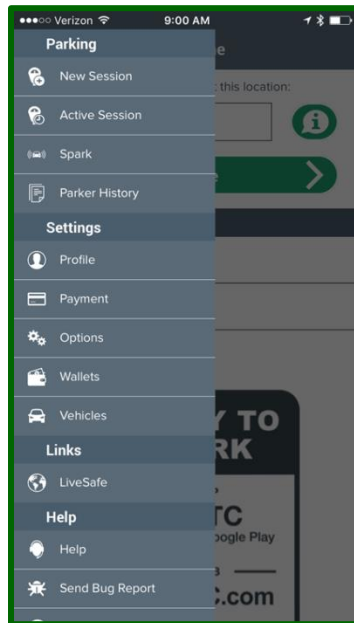 Verizon 9:00 AM
Parking
New Session
Active Session
Spark
Parker History
Settings
Profile
Payment
Options
Wallets
Vehicles
Links
LiveSafe
Help
Help
Send Bug Report
e
this location:
e
Y TO
RK
TC
oogle Play
.com